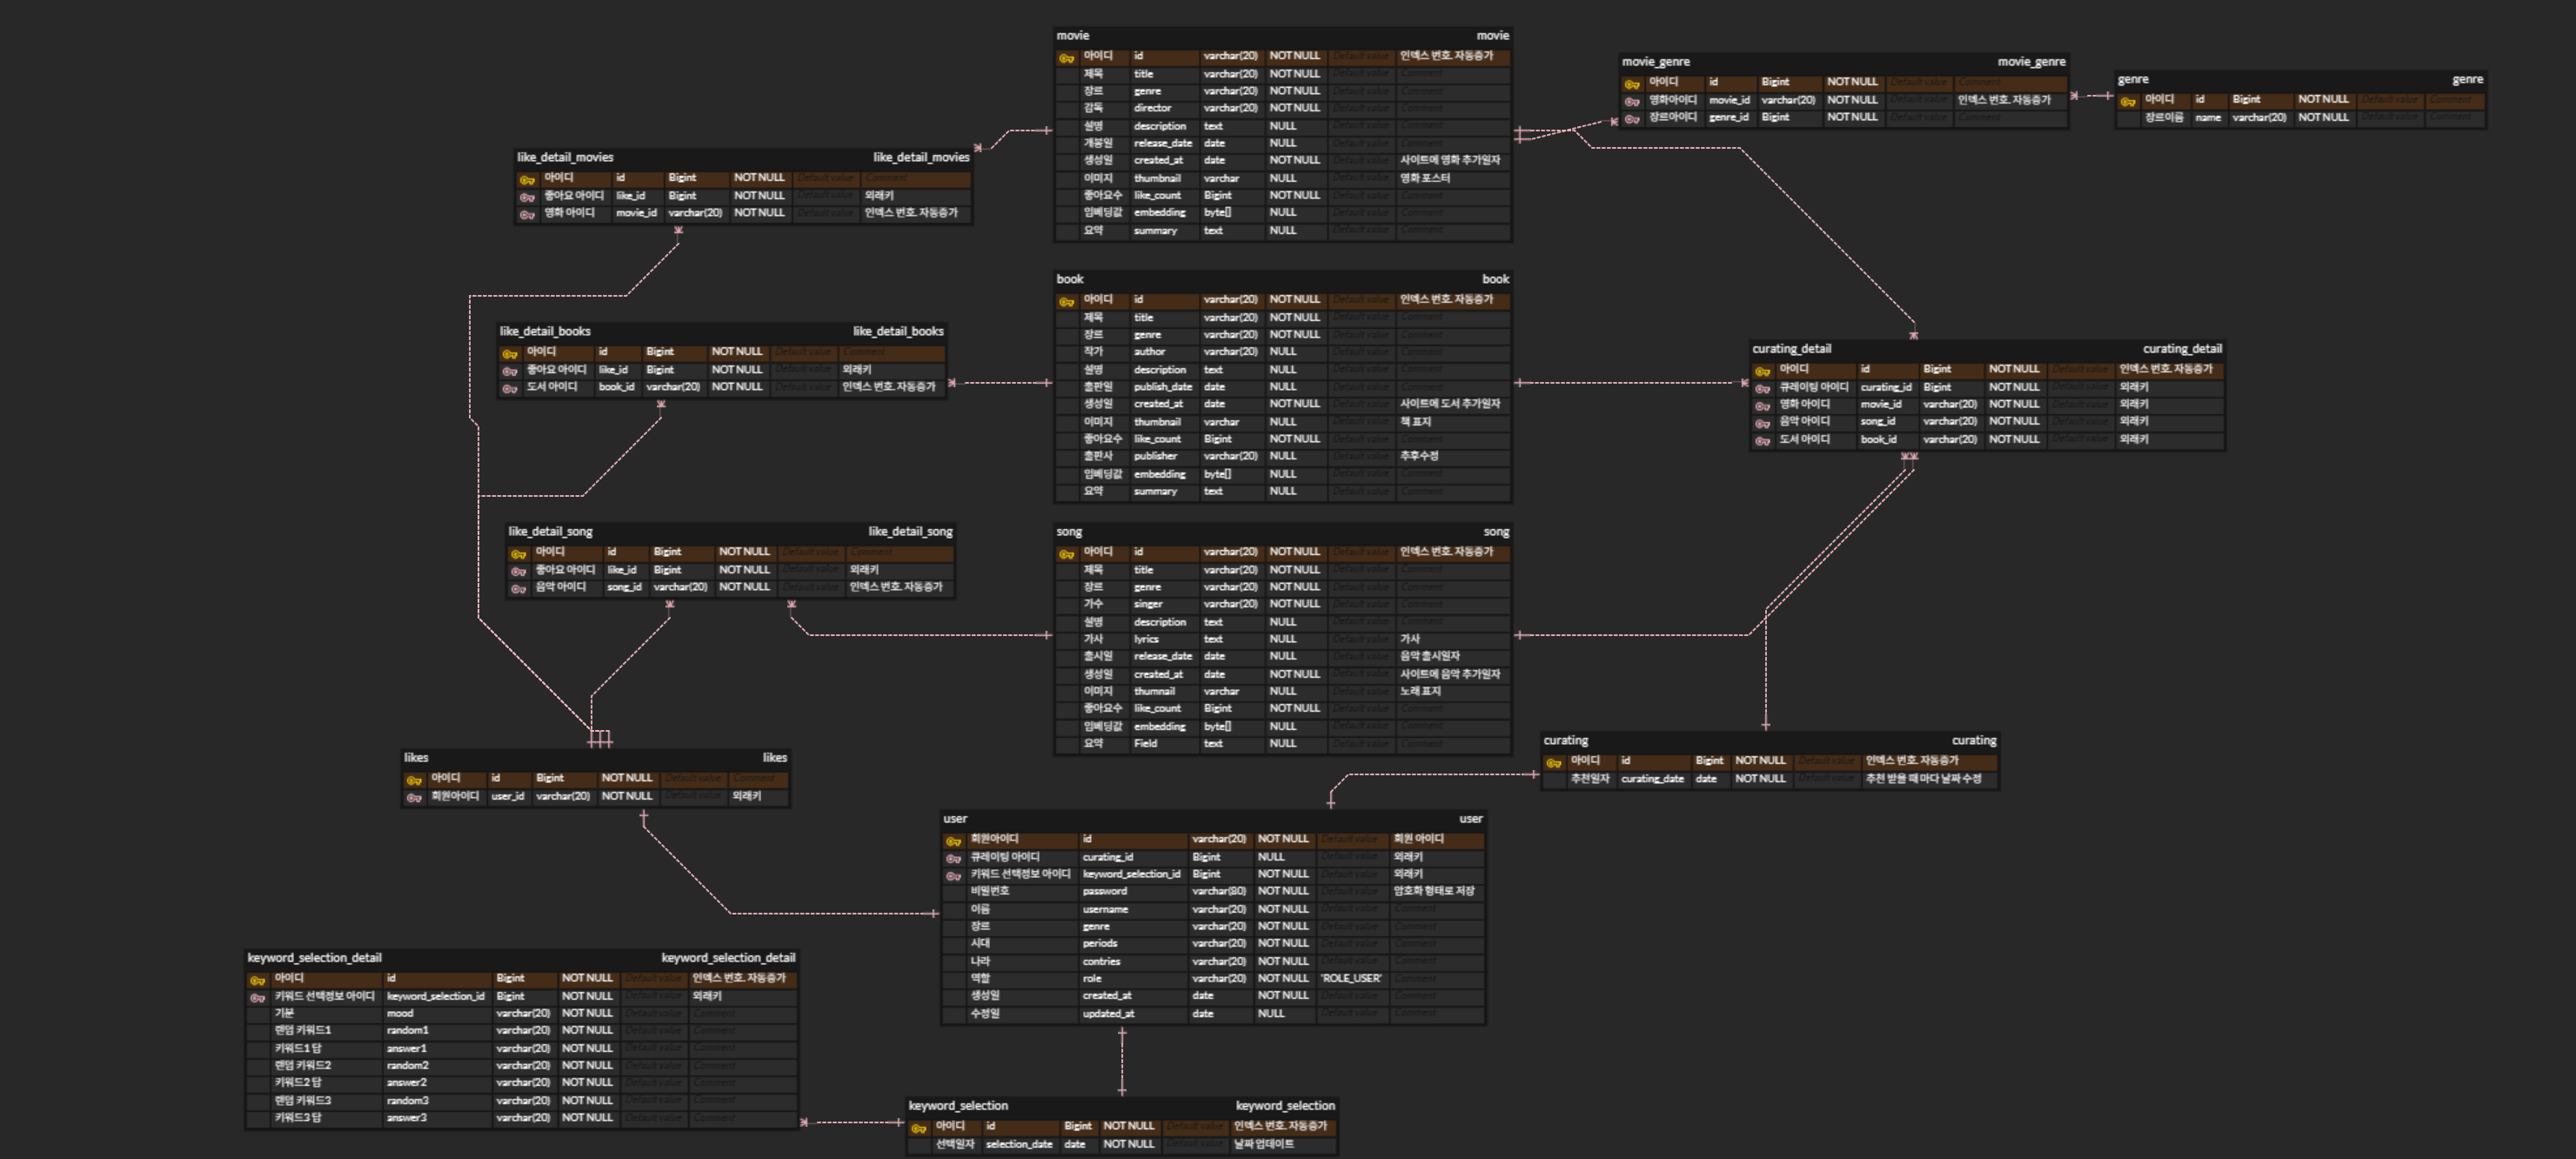 movie movie
아이디 id varchar(20) NOT NULL Default value 인덱스 번호. 자동증가
제목 title varchar(20) NOT NULL Default value Comment
장르 genre varchar(20) NOT NULL Default value Comment
감독 director varchar(20) NOT NULL Default value Comment
설명 description text NULL Default value Comment
개봉일 release_date date NULL Default value Comment
생성일 created_at date NOT NULL Default value 사이트에 영화 추가일자
이미지 thumbnail varchar NULL Default value 영화 포스터
좋아요수 like_count Bigint NOT NULL Default value Comment
임베딩값 embedding byte[] NULL Default value Comment
요약 summary text NULL Default value Comment
movie_genre movie_genre
아이디 id Bigint NOT NULL Default value Comment
영화아이디 movie_id varchar(20) NOT NULL Default value 인덱스 번호. 자동증가
장르아이디 genre_id Bigint NOT NULL Default value Comment
genre genre
아이디 id Bigint NOT NULL Default value Comment
장르이름 name varchar(20) NOT NULL Default value Comment
like_detail_movies like_detail_movies
아이디 id Bigint NOT NULL Default value Comment
좋아요 아이디 like_id Bigint NOT NULL Default value 외래키
영화 아이디 movie_id varchar(20) NOT NULL Default value 인덱스 번호. 자동증가
book book
아이디 id varchar(20) NOT NULL Default value 인덱스 번호. 자동증가
제목 title varchar(20) NOT NULL Default value Comment
장르 genre varchar(20) NOT NULL Default value Comment
작가 author varchar(20) NULL Default value Comment
설명 description text NULL Default value Comment
출판일 publish_date date NULL Default value Comment
생성일 created_at date NOT NULL Default value 사이트에 도서 추가일자
이미지 thumbnail varchar NULL Default value 책 표지
좋아요수 like_count Bigint NOT NULL Default value Comment
출판사 publisher varchar(20) NULL Default value 추후수정
임베딩값 embedding byte[] NULL Default value Comment
요약 summary text NULL Default value Comment
like_detail_books like_detail_books
아이디 id Bigint NOT NULL Default value Comment
좋아요 아이디 like_id Bigint NOT NULL Default value 외래키
도서 아이디 book_id varchar(20) NOT NULL Default value 인덱스 번호. 자동증가
curating_detail curating_detail
아이디 id Bigint NOT NULL Default value 인덱스 번호. 자동증가
큐레이팅 아이디 curating_id Bigint NOT NULL Default value 외래키
영화 아이디 movie_id varchar(20) NOT NULL Default value 외래키
음악 아이디 song_id varchar(20) NOT NULL Default value 외래키
도서 아이디 book_id varchar(20) NOT NULL Default value 외래키
like_detail_song like_detail_song
아이디 id Bigint NOT NULL Default value Comment
좋아요 아이디 like_id Bigint NOT NULL Default value 외래키
음악 아이디 song_id varchar(20) NOT NULL Default value 인덱스 번호. 자동증가
song song
아이디 id varchar(20) NOT NULL Default value 인덱스 번호. 자동증가
제목 title varchar(20) NOT NULL Default value Comment
장르 genre varchar(20) NOT NULL Default value Comment
가수 singer varchar(20) NOT NULL Default value Comment
설명 description text NULL Default value Comment
가사 lyrics text NULL Default value 가사
출시일 release_date date NULL Default value 음악 출시일자
생성일 created_at date NOT NULL Default value 사이트에 음악 추가일자
이미지 thumnail varchar NULL Default value 노래 표지
좋아요수 like_count Bigint NOT NULL Default value Comment
임베딩값 embedding byte[] NULL Default value Comment
요약 Field text NULL Default value Comment
likes likes
아이디 id Bigint NOT NULL Default value Comment
회원아이디 user_id varchar(20) NOT NULL Default value 외래키
curating curating
아이디 id Bigint NOT NULL Default value 인덱스 번호. 자동증가
추천일자 curating_date date NOT NULL Default value 추천 받을 때 마다 날짜 수정
user user
회원아이디 id varchar(20) NOT NULL Default value 회원 아이디
큐레이팅 아이디 curating_id Bigint NULL Default value 외래키
키워드 선택정보 아이디 keyword_selection_id Bigint NOT NULL Default value 외래키
비밀번호 password varchar(80) NOT NULL Default value 암호화 형태로 저장
이름 username varchar(20) NOT NULL Default value Comment
장르 genre varchar(20) NOT NULL Default value Comment
시대 periods varchar(20) NOT NULL Default value Comment
나라 contries varchar(20) NOT NULL Default value Comment
역할 role varchar(20) NOT NULL 'ROLE_USER' Comment
생성일 created_at date NOT NULL Default value Comment
수정일 updated_at date NULL Default value Comment
keyword_selection_detail keyword_selection_detail
아이디 id Bigint NOT NULL Default value 인덱스 번호. 자동증가
키워드 선택정보 아이디 keyword_selection_id Bigint NOT NULL Default value 외래키
기분 mood varchar(20) NOT NULL Default value Comment
랜덤 키워드1 random1 varchar(20) NOT NULL Default value Comment
키워드1 답 answer1 varchar(20) NOT NULL Default value Comment
랜덤 키워드2 random2 varchar(20) NOT NULL Default value Comment
키워드2 답 answer2 varchar(20) NOT NULL Default value Comment
랜덤 키워드3 random3 varchar(20) NOT NULL Default value Comment
키워드3 답 answer3 varchar(20) NOT NULL Default value Comment
keyword_selection keyword_selection
아이디 id Bigint NOT NULL Default value 인덱스 번호. 자동증가
선택일자 selection_date date NOT NULL Default value 날짜 업데이트